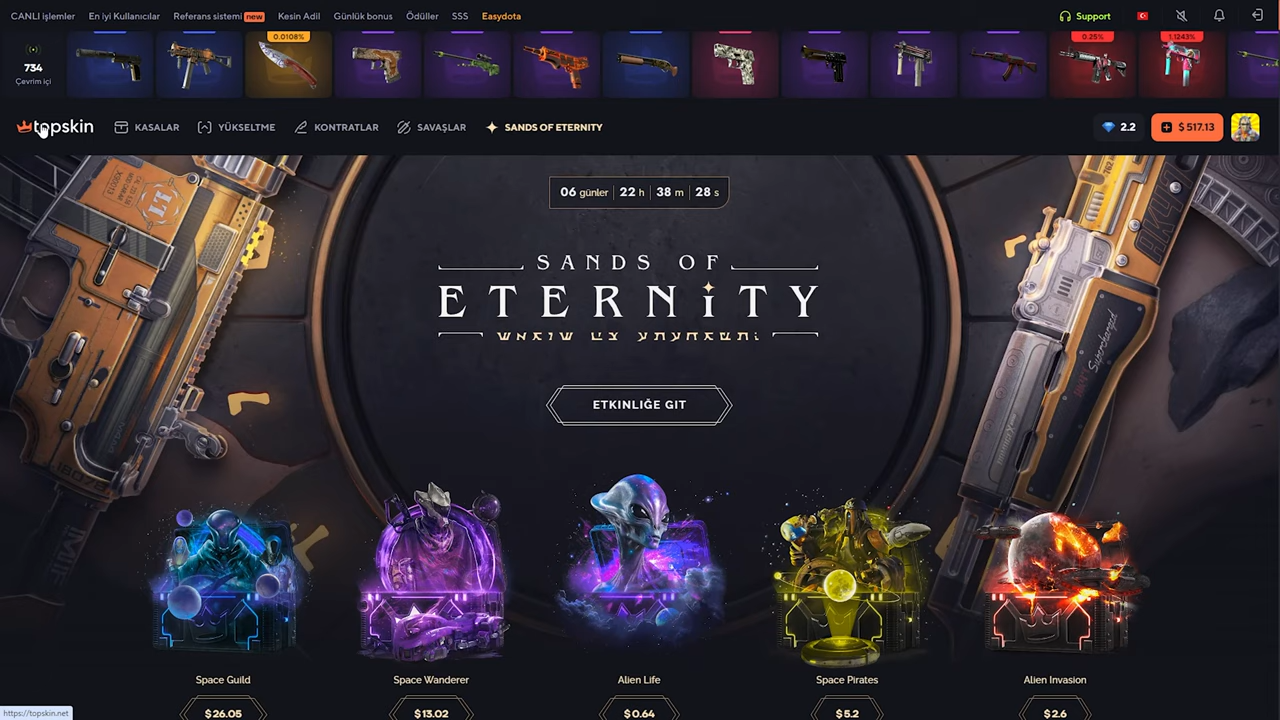 CANLI işlemler En iyi Kullanıcılar Referans sistemi new Kesin Adil Günlük bonus Ödüller SSS Easydota Support
0.0108% 0.25% 1.1243%
734
Çevrim içi
topskin KASALAR YÜKSELTME KONTRATLAR SAVAŞLAR SANDS OF ETERNITY 2.2 $ 517.13
06 günler 22 h 38 m 28 s
SANDS OF
ETERNiTY
ETKINLIĞE GIT
Space Guild Space Wanderer Alien Life Space Pirates Alien Invasion
$26.05 $13.02 $0.64 $5.2 $2.6
https://topskin.net